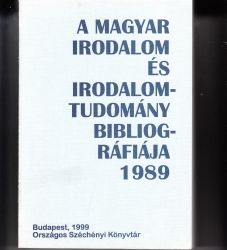 A MAGYAR
IRODALOM
ÉS
IRODALOM-
TUDOMÁNY
BIBLIOG-
RÁFIÁJA
1989
Budapest, 1999
Országos Széchényi Könyvtár